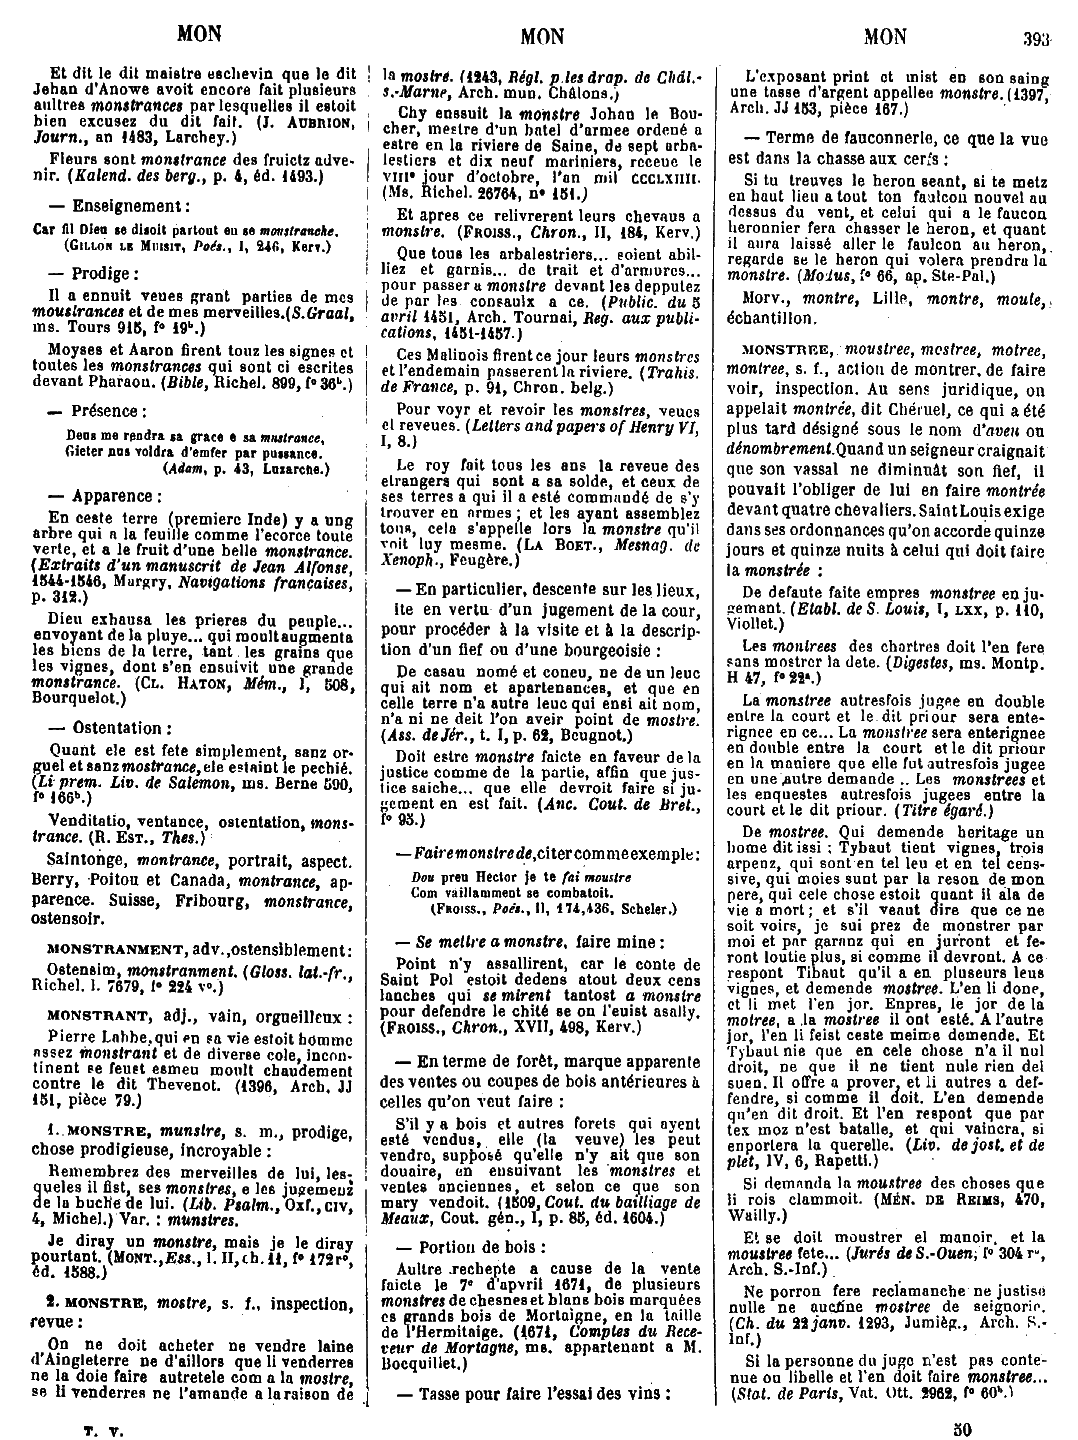 MON
MON
MON
393
Et dit le dit maistre eschevin que le dit
Jehan d'Anowe avoit encore fait plusieurs
aultres monstrances par lesquelles il estoit
bien excusez du dit fait. (J. AUBRION,
Journ., an 1483, Larchey.)
Fleurs sont monstrance des fruictz adve-
nir. (Kalend. des berg., p. 4, éd. 1493.)
— Enseignement :
Car fil Dieu se disoit partout ou se monstranche.
(GILLON LE MUISIT, Poés., I, 246, Kerv.)
— Prodige :
Il a ennuit veues grant parties de mes
moustrances et de mes merveilles.(S.Graal,
ms. Tours 915, f° 19ᵇ.)
Moyses et Aaron firent touz les signes et
toutes les monstrances qui sont ci escrites
devant Pharaon. (Bible, Richel. 899, f° 36ᵇ.)
— Présence :
Deus me rendra sa grace e sa mustrance,
Gieter nus voldra d'emfer par pussance.
(Adam, p. 43, Luzarche.)
— Apparence :
En ceste terre (premiere Inde) y a ung
arbre qui a la feuille comme l'ecorce toute
verte, et a le fruit d'une belle monstrance.
(Extraits d'un manuscrit de Jean Alfonse,
1544-1546, Margry, Navigations françaises,
p. 312.)
Dieu exhausa les prieres du peuple...
envoyant de la pluye... qui moult augmenta
les biens de la terre, tant les grains que
les vignes, dont s'en ensuivit une grande
monstrance. (CL. HATON, Mém., I, 508,
Bourquelot.)
— Ostentation :
Quant ele est fete simplement, sanz or-
guel et sanz mostrance, ele estaint le pechié.
(Li prem. Liv. de Salemon, ms. Berne 590,
f° 166ᵇ.)
Venditatio, ventance, ostentation, mons-
trance. (R. EST., Thes.)
Saintonge, montrance, portrait, aspect.
Berry, Poitou et Canada, montrance, ap-
parence. Suisse, Fribourg, monstrance,
ostensoir.
MONSTRANMENT, adv., ostensiblement :
Ostensim, monstranment. (Gloss. lat.-fr.,
Richel. l. 7679, f° 224 v°.)
MONSTRANT, adj., vain, orgueilleux :
Pierre Labbe, qui en sa vie estoit homme
assez monstrant et de diverse cole, incon-
tinent se feust esmeu moult chaudement
contre le dit Thevenot. (1396, Arch. JJ
151, pièce 79.)
1. MONSTRE, munstre, s. m., prodige,
chose prodigieuse, incroyable :
Remembrez des merveilles de lui, les-
queles il fist, ses monstres, e les jugemenz
de la buche de lui. (Lib. Psalm., Oxf., CIV,
4, Michel.) Var. : munstres.
Je diray un monstre, mais je le diray
pourtant. (MONT., Ess., l. II, ch. 11, f° 172 r°,
éd. 1588.)
2. MONSTRE, mostre, s. f., inspection,
revue :
On ne doit acheter ne vendre laine
d'Aingleterre ne d'aillors que li venderres
ne la doie faire autretele com a la mostre,
se li venderres ne l'amande a la raison de
la mostre. (1243, Régl. p. les drap. de Châl.-
s.-Marne, Arch. mun. Châlons.)
Chy enssuit la monstre Johan le Bou-
cher, mestre d'un batel d'armee ordené a
estre en la riviere de Saine, de sept arba-
lestiers et dix neuf mariniers, receue le
VIIIᵉ jour d'octobre, l'an mil CCCLXIIII.
(Ms. Richel. 26764, n° 151.)
Et apres ce relivrerent leurs chevaus a
monstre. (FROISS., Chron., II, 184, Kerv.)
Que tous les arbalestriers... soient abil-
liez et garnis... de trait et d'armures...
pour passer a monstre devant les depputez
de par les consaulx a ce. (Public. du 5
avril 1451, Arch. Tournai, Reg. aux publi-
cations, 1451-1457.)
Ces Malinois firent ce jour leurs monstres
et l'endemain passerent la riviere. (Trahis.
de France, p. 91, Chron. belg.)
Pour voyr et revoir les monstres, veues
et reveues. (Letters and papers of Henry VI,
I, 8.)
Le roy fait tous les ans la reveue des
etrangers qui sont a sa solde, et ceux de
ses terres a qui il a esté commandé de s'y
trouver en armes ; et les ayant assemblez
tous, cela s'appelle lors la monstre qu'il
voit luy mesme. (LA BOET., Mesnag. de
Xenoph., Feugère.)
— En particulier, descente sur les lieux,
ite en vertu d'un jugement de la cour,
pour procéder à la visite et à la descrip-
tion d'un fief ou d'une bourgeoisie :
De casau nomé et coneu, ne de un leuc
qui ait nom et apartenances, et que en
celle terre n'a autre leuc qui ensi ait nom,
n'a ni ne deit l'on aveir point de mostre.
(Ass. de Jér., t. I, p. 62, Beugnot.)
Doit estre monstre faicte en faveur de la
justice comme de la partie, affin que jus-
tice saiche... que elle devroit faire si ju-
gement en est fait. (Anc. Cout. de Bret.,
f° 95.)
— Faire monstre de, citer comme exemple :
Dou preu Hector je te fai moustre
Com vaillamment se combatoit.
(FROISS., Poés., II, 174,436, Scheler.)
— Se mettre a monstre, faire mine :
Point n'y assallirent, car le conte de
Saint Pol estoit dedens atout deux cens
lanches qui se mirent tantost a monstre
pour defendre le chité se on l'euist asally.
(FROISS., Chron., XVII, 498, Kerv.)
— En terme de forêt, marque apparente
des ventes ou coupes de bois antérieures à
celles qu'on veut faire :
S'il y a bois et autres forets qui ayent
esté vendus, elle (la veuve) les peut
vendre, supposé qu'elle n'y ait que son
douaire, en ensuivant les monstres et
ventes anciennes, et selon ce que son
mary vendoit. (1509, Cout. du bailliage de
Meaux, Cout. gén., I, p. 85, éd. 1604.)
— Portion de bois :
Aultre rechepte a cause de la vente
faicte le 7ᵉ d'apvril 1671, de plusieurs
monstres de chesnes et blans bois marquées
es grands bois de Mortaigne, en la taille
de l'Hermitaige. (1671, Comptes du Rece-
veur de Mortagne, ms. appartenant a M.
Bocquillet.)
— Tasse pour faire l'essai des vins :
L'exposant print et mist en son saing
une tasse d'argent appellee monstre. (1397,
Arch. JJ 153, pièce 167.)
— Terme de fauconnerie, ce que la vue
est dans la chasse aux cerfs :
Si tu treuves le heron seant, si te metz
en haut lieu a tout ton faulcon nouvel au
dessus du vent, et celui qui a le faucon
heronnier fera chasser le heron, et quant
il aura laissé aller le faulcon au heron,
regarde se le heron qui volera prendra la
monstre. (Modus, f° 66, ap. Ste-Pal.)
Morv., montre, Lille, montre, moute,
échantillon.
MONSTREE, moustree, mostree, motree,
montree, s. f., action de montrer, de faire
voir, inspection. Au sens juridique, on
appelait montrée, dit Chéruel, ce qui a été
plus tard désigné sous le nom d'aveu ou
dénombrement. Quand un seigneur craignait
que son vassal ne diminuât son fief, il
pouvait l'obliger de lui en faire montrée
devant quatre chevaliers. Saint Louis exige
dans ses ordonnances qu'on accorde quinze
jours et quinze nuits à celui qui doit faire
la monstrée :
De defaute faite empres monstree en ju-
gement. (Etabl. de S. Louis, I, LXX, p. 110,
Viollet.)
Les montrees des chartres doit l'en fere
sans mostrer la dete. (Digestes, ms. Montp.
H 47, f° 22ᵃ.)
La monstree autresfois jugee en double
entre la court et le dit priour sera ente-
rignee en ce... La monstree sera enterignee
en double entre la court et le dit priour
en la maniere que elle fut autresfois jugee
en une autre demande .. Les monstrees et
les enquestes autresfois jugees entre la
court et le dit priour. (Titre égaré.)
De mostree. Qui demende heritage un
home dit issi : Tybaut tient vignes, trois
arpenz, qui sont en tel leu et en tel cens-
sive, qui moies sunt par la reson de mon
pere, qui cele chose estoit quant il ala de
vie a mort ; et s'il veaut dire que ce ne
soit voirs, je sui prez de monstrer par
moi et par garanz qui en jurront et fe-
ront loutie plus, si comme il devront. A ce
respont Tibaut qu'il a en pluseurs leus
vignes, et demende mostree. L'en li done,
et li met l'en jor. Enpres, le jor de la
motree, a la mostree il ont esté. A l'autre
jor, l'en li feist ceste meime demende. Et
Tybaut nie que en cele chose n'a il nul
droit, ne que il ne tient nule rien del
suen. Il offre a prover, et li autres a def-
fendre, si comme il doit. L'en demende
qu'en dit droit. Et l'en respont que par
tex moz n'est batalle, et qui vaincra, si
enportera la querelle. (Liv. de jost. et de
plet, IV, 6, Rapetti.)
Si demanda la moustree des choses que
li rois clammoit. (MÉN. DE REIMS, 470,
Wailly.)
Et se doit moustrer el manoir, et la
moustree fete... (Jurés de S.-Ouen, f° 304 r°,
Arch. S.-Inf.)
Ne porron fere reclamanche ne justise
nulle ne aucune mostree de seignorie.
(Ch. du 22 janv. 1293, Jumièg., Arch. S.-
Inf.)
Si la personne du juge n'est pas conte-
nue ou libelle et l'en doit faire monstree...
(Stat. de Paris, Vat. Ott. 2962, f° 60ᵇ.)
T. V.
50